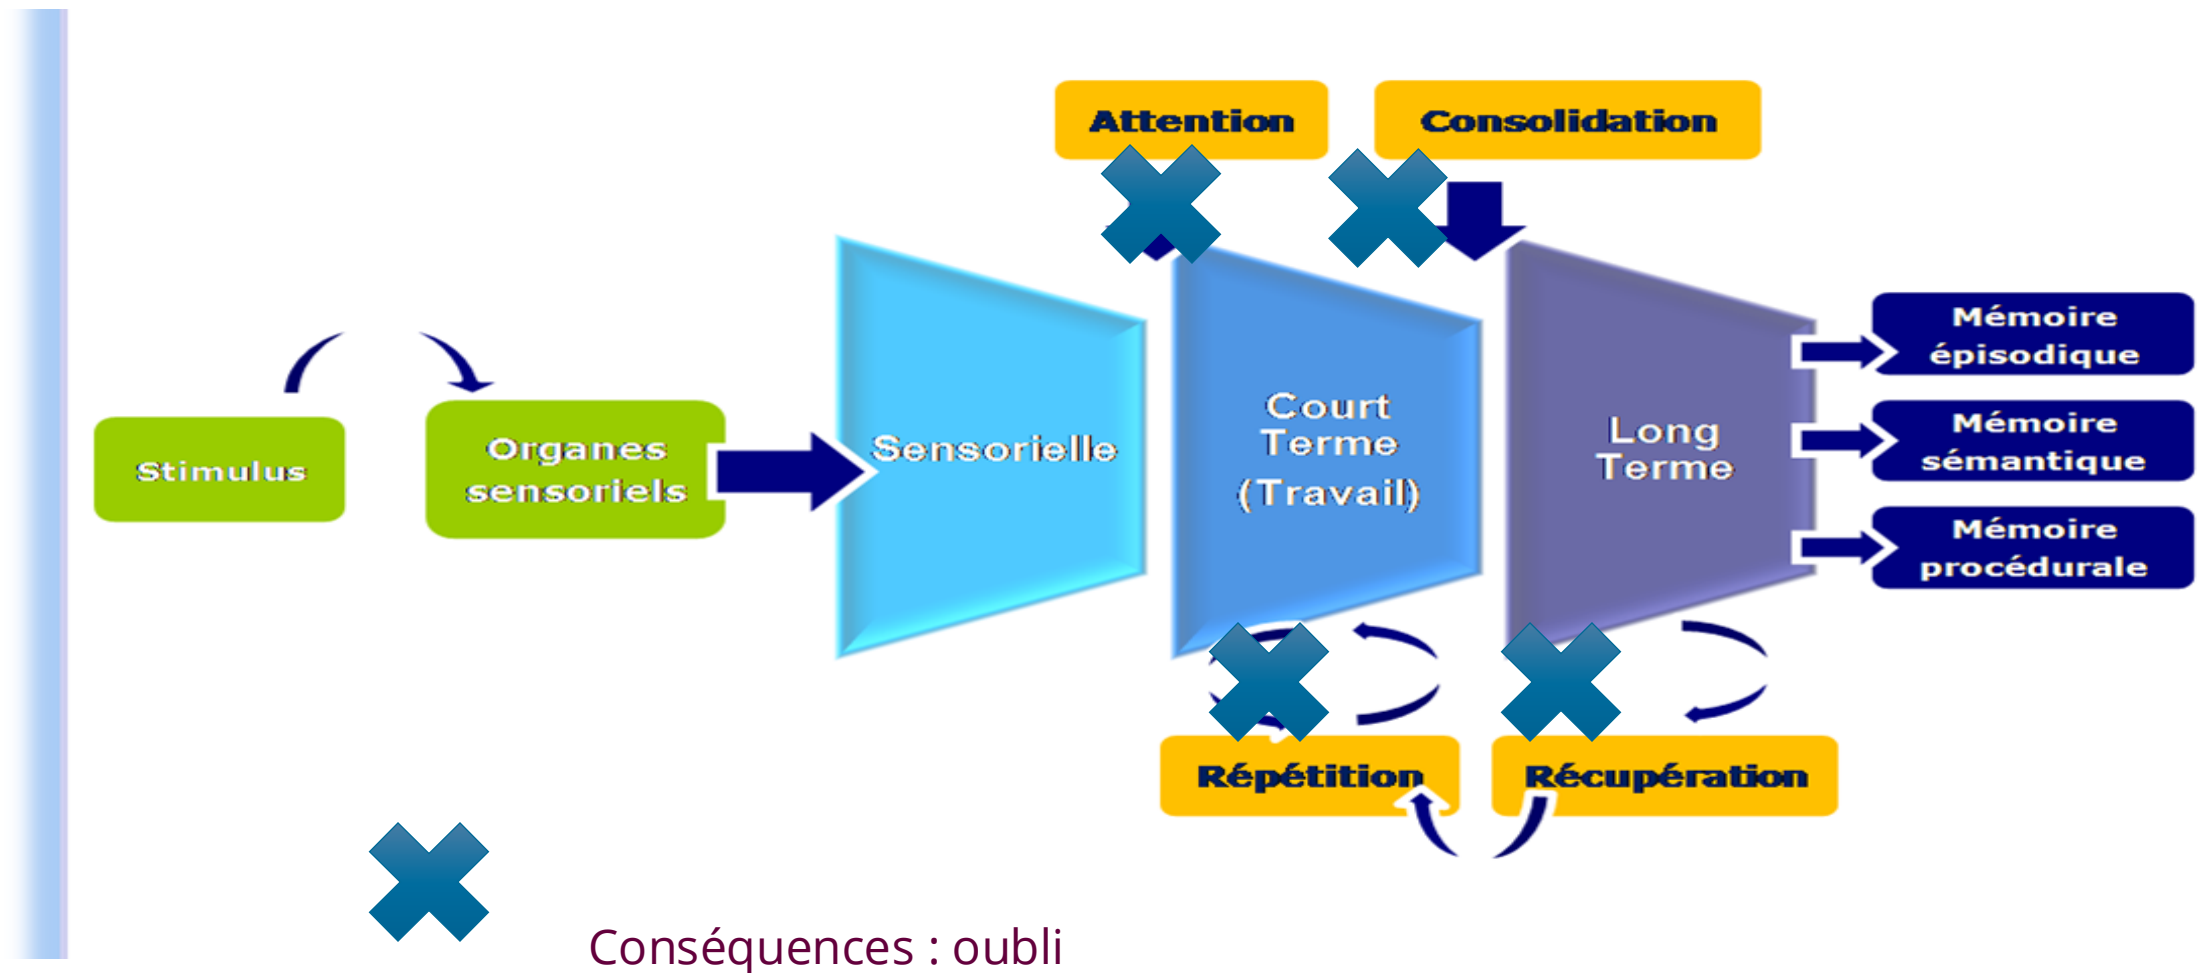 Attention
Consolidation
Stimulus
Organes
sensoriels
Sensorielle
Court
Terme
(Travail)
Long
Terme
Mémoire
épisodique
Mémoire
sémantique
Mémoire
procédurale
Répétition
Récupération
Conséquences : oubli